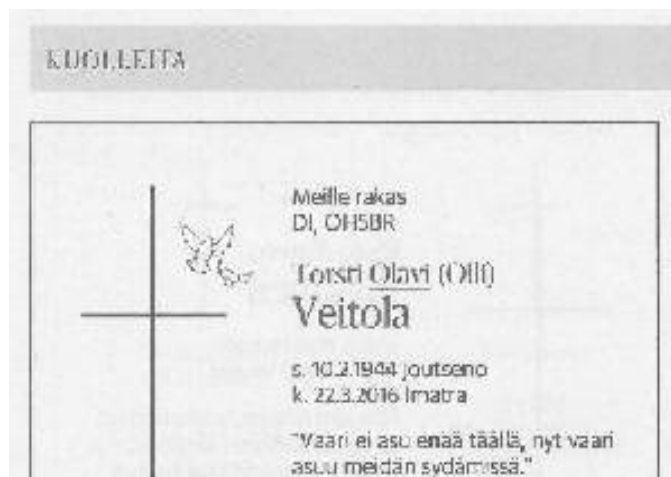 KUOLLEITA
Meille rakas
DI, OH5BR
Torsti Olavi (Olli)
Veitola
s. 10.2.1944 Joutseno
k. 22.3.2016 Imatra
"Vaari ei asu enää täällä, nyt vaari
asuu meidän sydämissä."